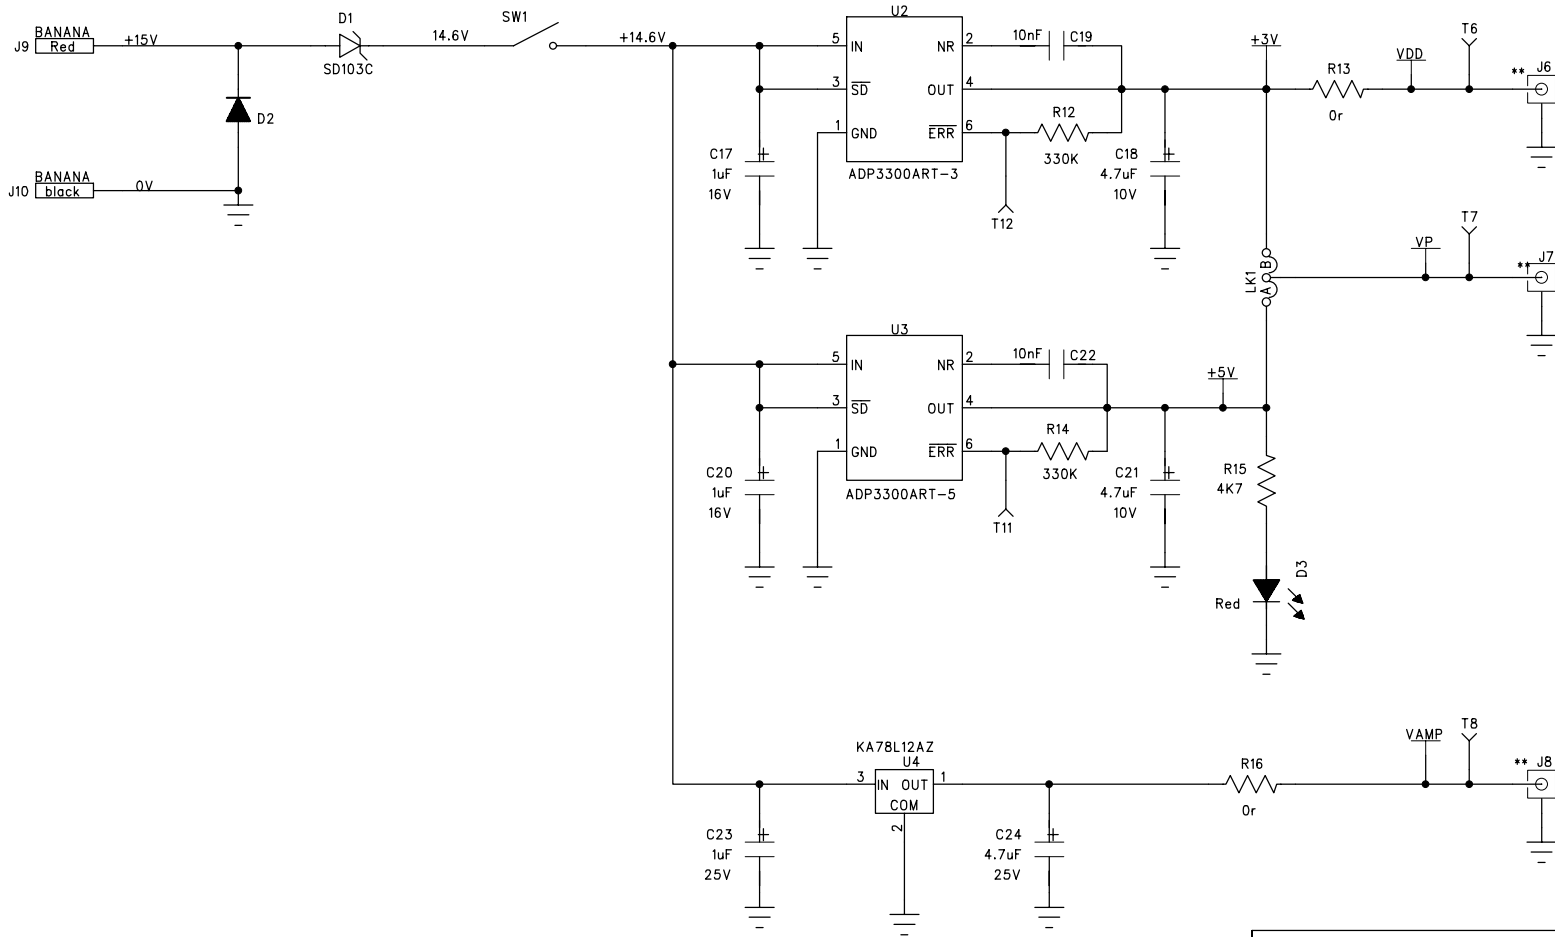 BANANA
J9 Red
+15V
D1
SD103C
14.6V
SW1
+14.6V
D2
BANANA
J10 black
0V
U2
5 IN
3 SD
1 GND
NR 2
OUT 4
ERR 6
ADP3300ART-3
10nF C19
R12
330K
T12
C17
1uF
16V
C18
4.7uF
10V
+3V
R13
0r
VDD
T6
** J6
LK1
B
A
VP
T7
** J7
U3
5 IN
3 SD
1 GND
NR 2
OUT 4
ERR 6
ADP3300ART-5
10nF C22
R14
330K
T11
C20
1uF
16V
C21
4.7uF
10V
+5V
R15
4K7
D3
Red
KA78L12AZ
U4
3 IN OUT 1
COM
2
C23
1uF
25V
C24
4.7uF
25V
R16
0r
VAMP
T8
** J8